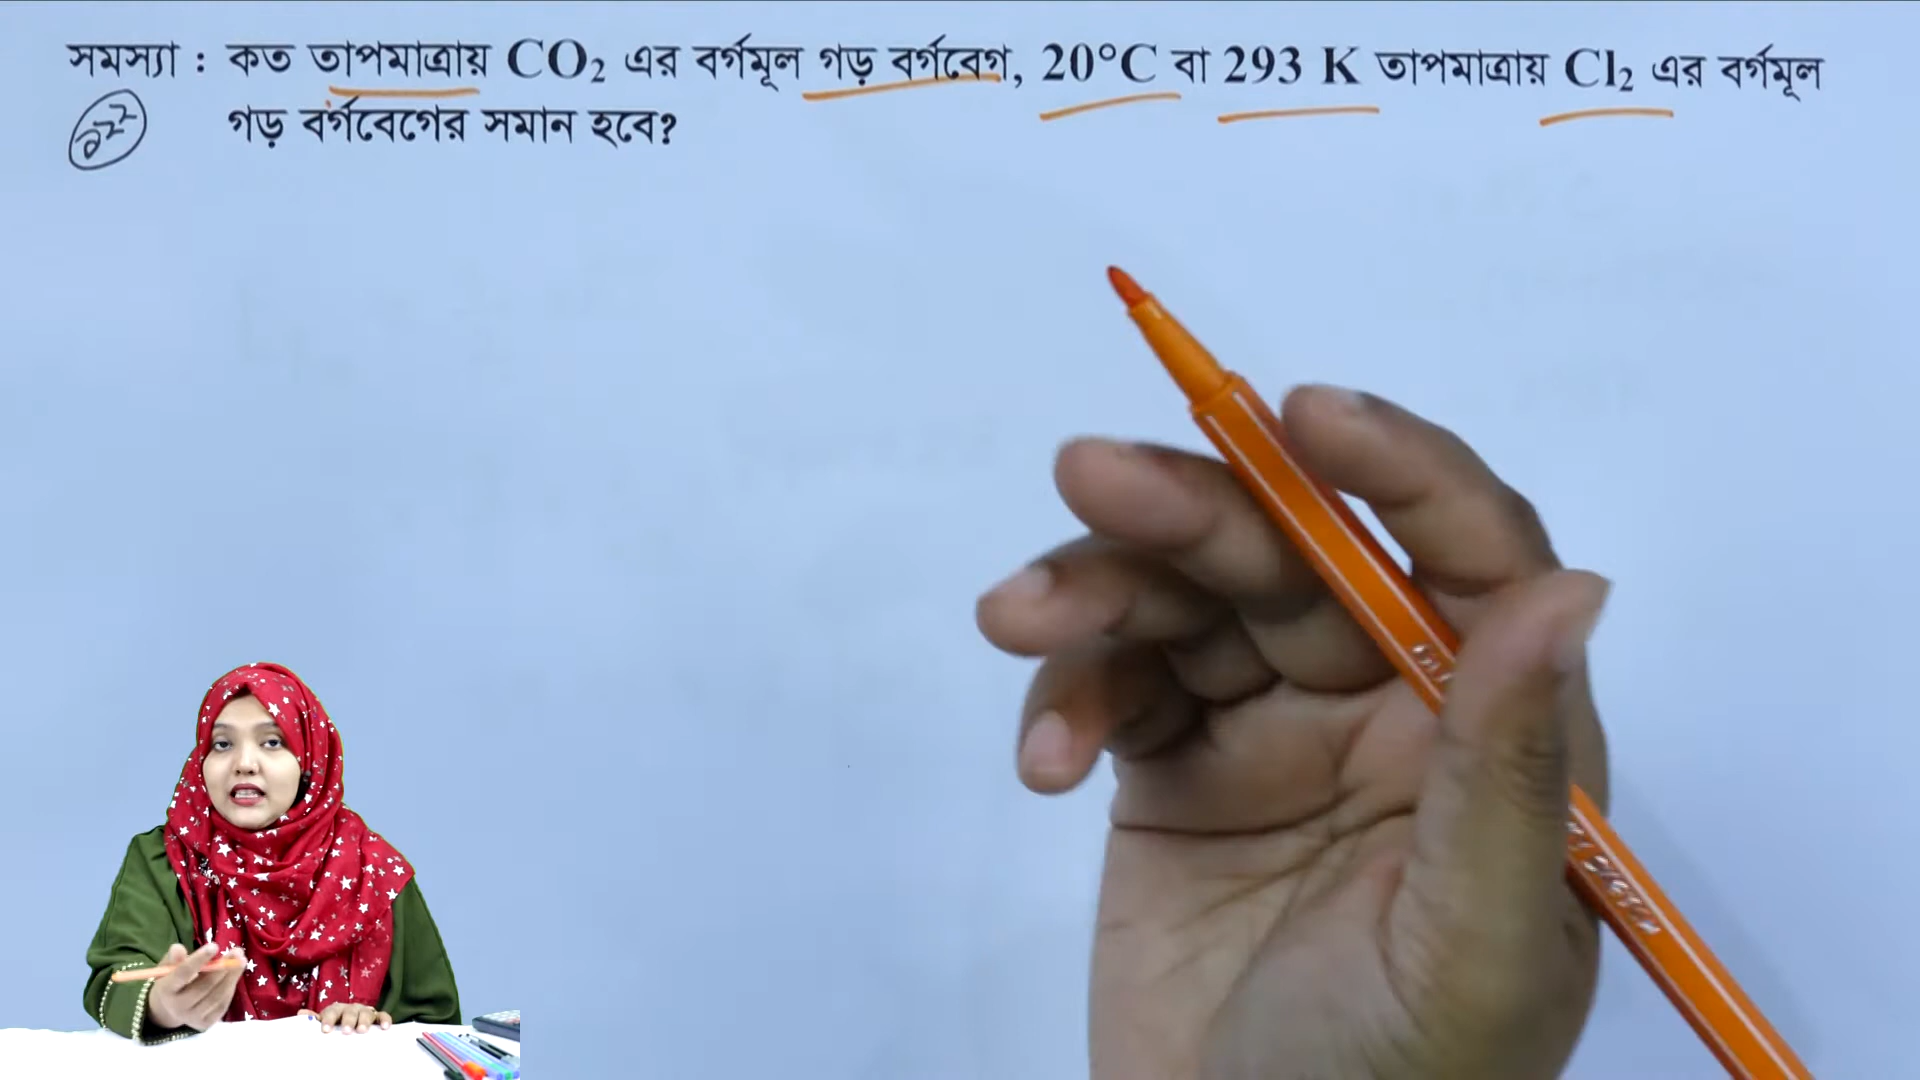 সমস্যা : কত তাপমাত্রায় CO₂ এর বর্গমূল গড় বর্গবেগ, 20°C বা 293 K তাপমাত্রায় Cl₂ এর বর্গমূল
গড় বর্গবেগের সমান হবে?